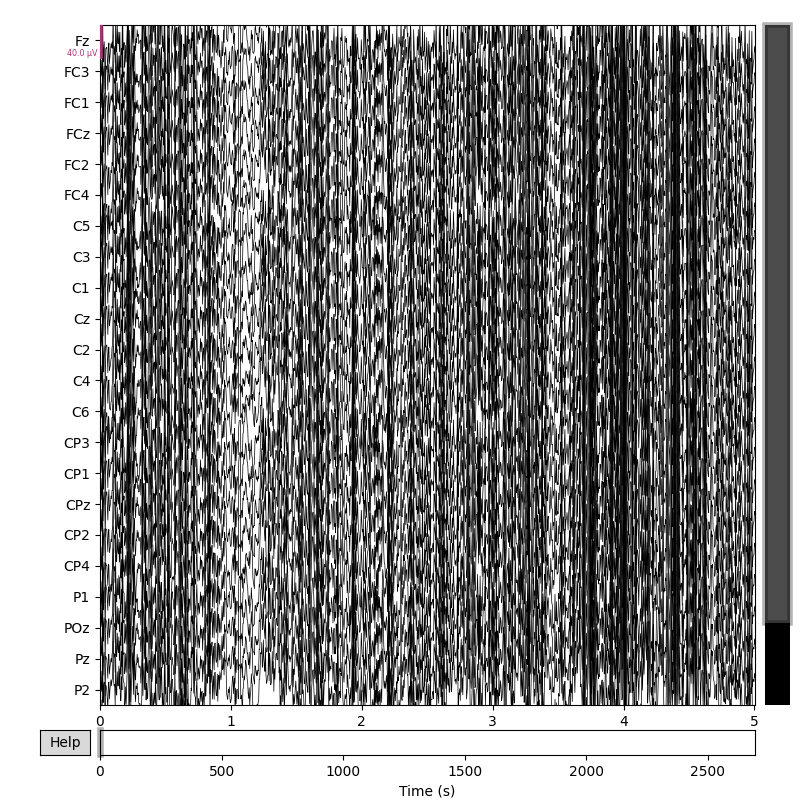 Fz
40.0 µV
FC3
FC1
FCz
FC2
FC4
C5
C3
C1
Cz
C2
C4
C6
CP3
CP1
CPz
CP2
CP4
P1
POz
Pz
P2
0 1 2 3 4 5
Help
0 500 1000 1500 2000 2500
Time (s)